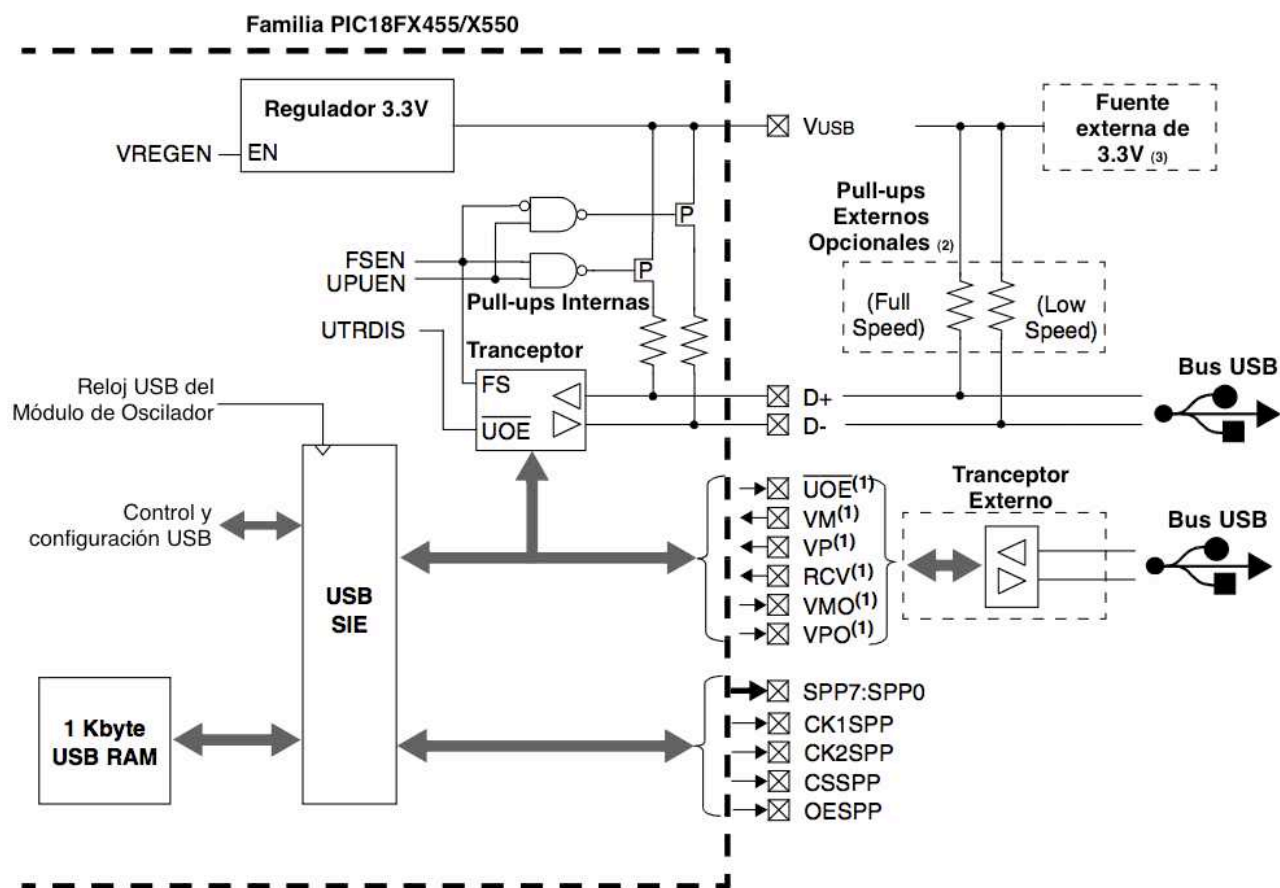 Familia PIC18FX455/X550
Regulador 3.3V
VREGEN
EN
VUSB
Fuente
externa de
3.3V (3)
Pull-ups
Externos
Opcionales (2)
P
P
FSEN
UPUEN
Pull-ups Internas
(Full
Speed)
(Low
Speed)
UTRDIS
Tranceptor
FS
UOE
D+
D-
Bus USB
Reloj USB del
Módulo de Oscilador
Control y
configuración USB
USB
SIE
1 Kbyte
USB RAM
UOE(1)
VM(1)
VP(1)
RCV(1)
VMO(1)
VPO(1)
Tranceptor
Externo
Bus USB
SPP7:SPP0
CK1SPP
CK2SPP
CSSPP
OESPP